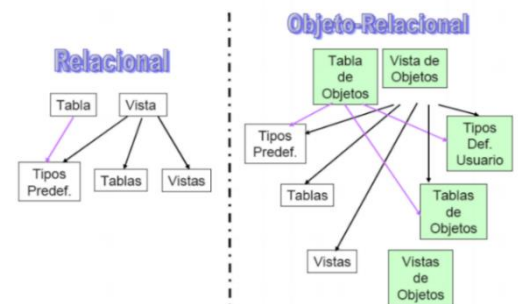 Relacional
Tabla
Vista
Tipos
Predef.
Tablas
Vistas
Objeto-Relacional
Tabla
de
Objetos
Vista de
Objetos
Tipos
Predef.
Tipos
Def.
Usuario
Tablas
Tablas
de
Objetos
Vistas
Vistas
de
Objetos